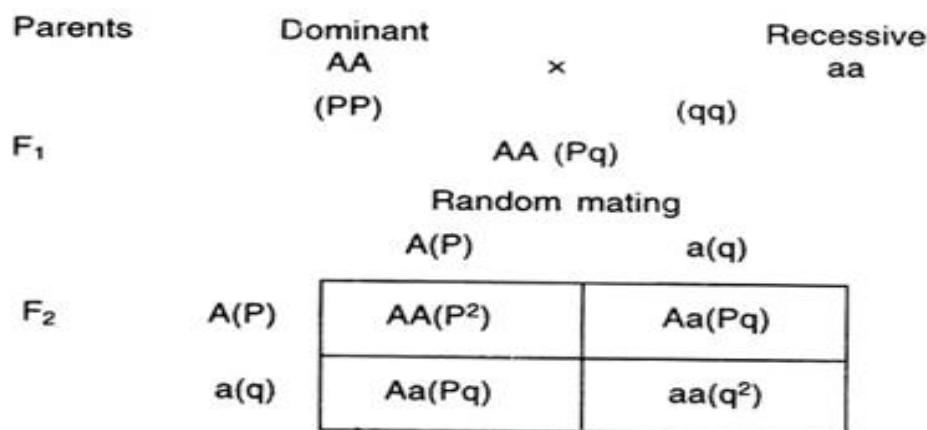 Parents Dominant Recessive
AA × aa
(PP) (qq)
F₁ AA (Pq)
Random mating
A(P) a(q)
F₂ A(P) AA(P²) Aa(Pq)
a(q) Aa(Pq) aa(q²)